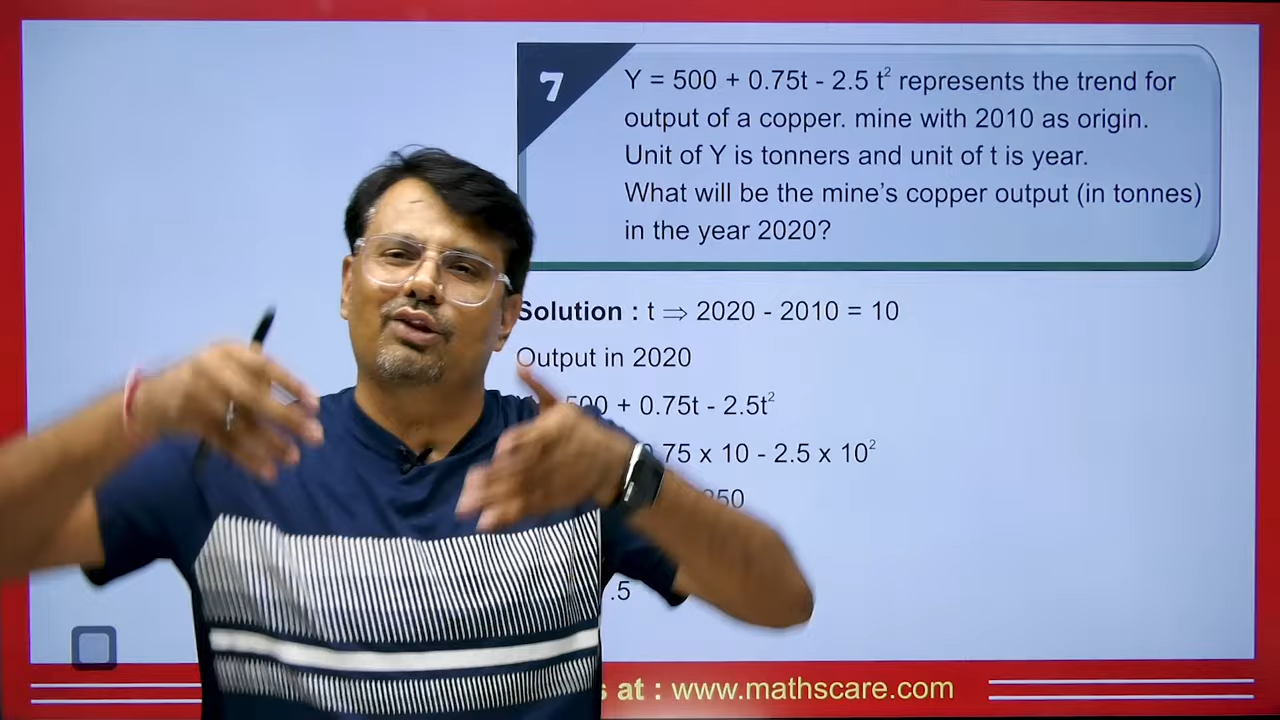 7
Y = 500 + 0.75t - 2.5 t² represents the trend for
output of a copper. mine with 2010 as origin.
Unit of Y is tonners and unit of t is year.
What will be the mine's copper output (in tonnes)
in the year 2020?
Solution : t ⇒ 2020 - 2010 = 10
Output in 2020
500 + 0.75t - 2.5t²
.75 x 10 - 2.5 x 10²
250
.5
at : www.mathscare.com